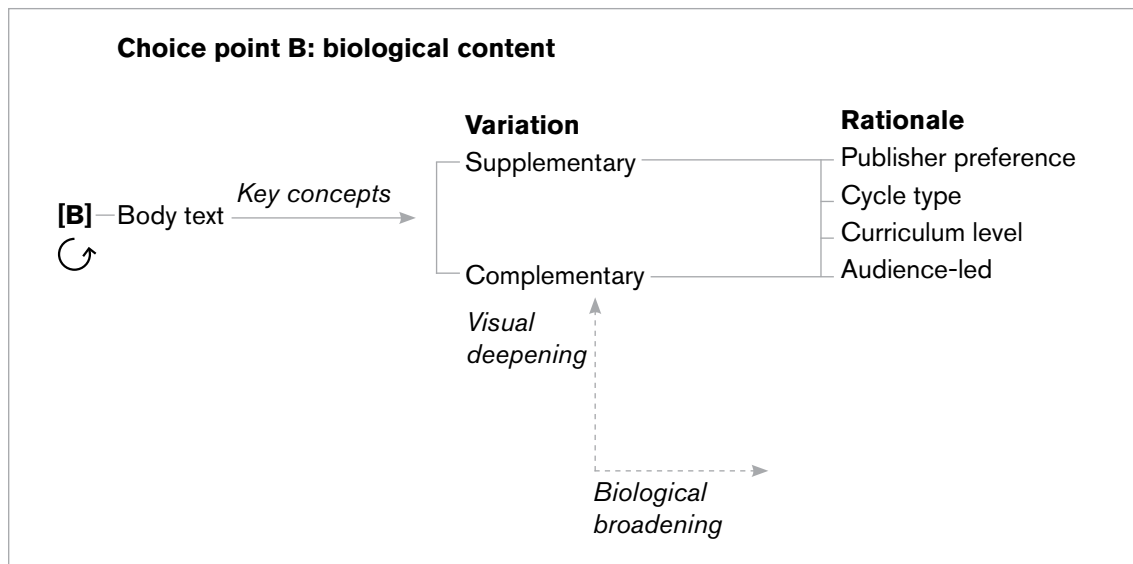 Choice point B: biological content
Variation
Rationale
Supplementary
Publisher preference
Key concepts
Cycle type
[B] Body text
Curriculum level
Complementary
Audience-led
Visual
deepening
Biological
broadening